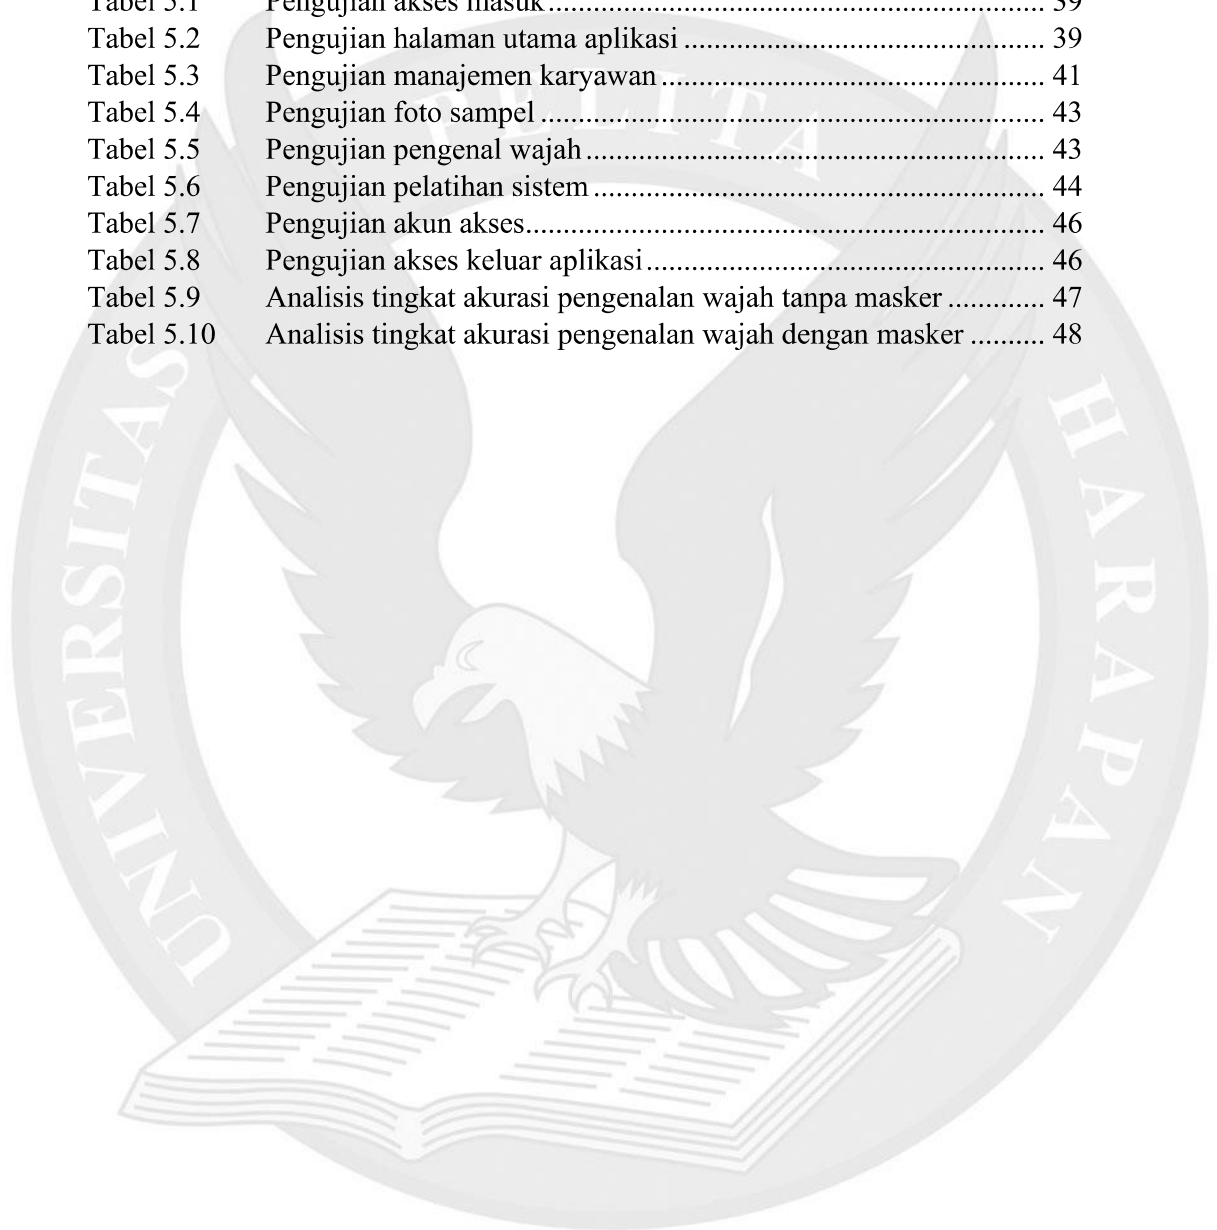 Tabel 5.1 Pengujian akses masuk.............................................................. 39
Tabel 5.2 Pengujian halaman utama aplikasi ............................................. 39
Tabel 5.3 Pengujian manajemen karyawan................................................ 41
Tabel 5.4 Pengujian foto sampel ............................................................... 43
Tabel 5.5 Pengujian pengenal wajah ......................................................... 43
Tabel 5.6 Pengujian pelatihan sistem ........................................................ 44
Tabel 5.7 Pengujian akun akses................................................................. 46
Tabel 5.8 Pengujian akses keluar aplikasi.................................................. 46
Tabel 5.9 Analisis tingkat akurasi pengenalan wajah tanpa masker ............ 47
Tabel 5.10 Analisis tingkat akurasi pengenalan wajah dengan masker .......... 48
UNIVERSITAS PELITA HARAPAN